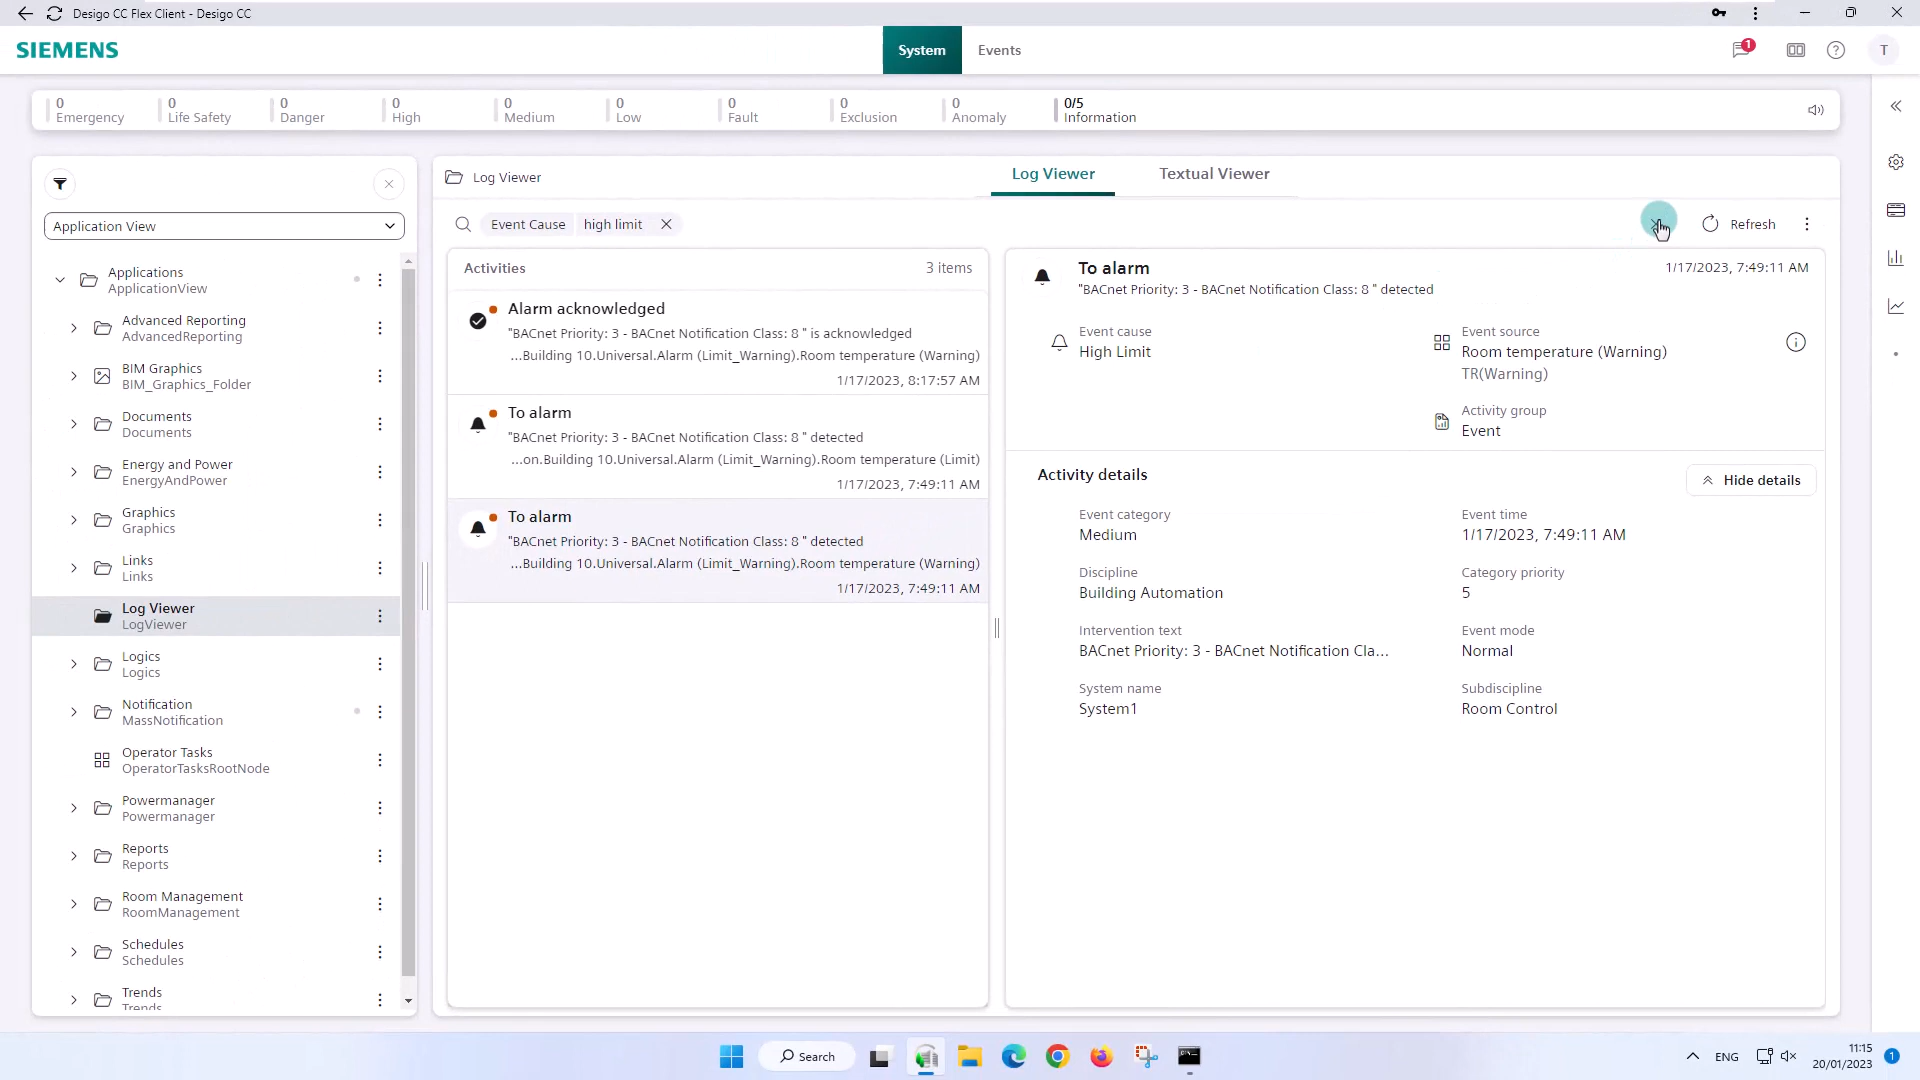 Desigo CC Flex Client - Desigo CC
SIEMENS
System
Events
1
T
0
Emergency
0
Life Safety
0
Danger
0
High
0
Medium
0
Low
0
Fault
0
Exclusion
0
Anomaly
0/5
Information
Application View
Applications
ApplicationView
Advanced Reporting
AdvancedReporting
BIM Graphics
BIM_Graphics_Folder
Documents
Documents
Energy and Power
EnergyAndPower
Graphics
Graphics
Links
Links
Log Viewer
LogViewer
Logics
Logics
Notification
MassNotification
Operator Tasks
OperatorTasksRootNode
Powermanager
Powermanager
Reports
Reports
Room Management
RoomManagement
Schedules
Schedules
Trends
Trends
Log Viewer
Log Viewer
Textual Viewer
Event Cause high limit
Refresh
Activities
3 items
Alarm acknowledged
"BACnet Priority: 3 - BACnet Notification Class: 8 " is acknowledged
...Building 10.Universal.Alarm (Limit_Warning).Room temperature (Warning)
1/17/2023, 8:17:57 AM
To alarm
"BACnet Priority: 3 - BACnet Notification Class: 8 " detected
...on.Building 10.Universal.Alarm (Limit_Warning).Room temperature (Limit)
1/17/2023, 7:49:11 AM
To alarm
"BACnet Priority: 3 - BACnet Notification Class: 8 " detected
...Building 10.Universal.Alarm (Limit_Warning).Room temperature (Warning)
1/17/2023, 7:49:11 AM
To alarm
1/17/2023, 7:49:11 AM
"BACnet Priority: 3 - BACnet Notification Class: 8 " detected
Event cause
High Limit
Event source
Room temperature (Warning)
TR(Warning)
Activity group
Event
Activity details
Hide details
Event category
Medium
Event time
1/17/2023, 7:49:11 AM
Discipline
Building Automation
Category priority
5
Intervention text
BACnet Priority: 3 - BACnet Notification Cla...
Event mode
Normal
System name
System1
Subdiscipline
Room Control
Search
ENG
11:15
20/01/2023
1